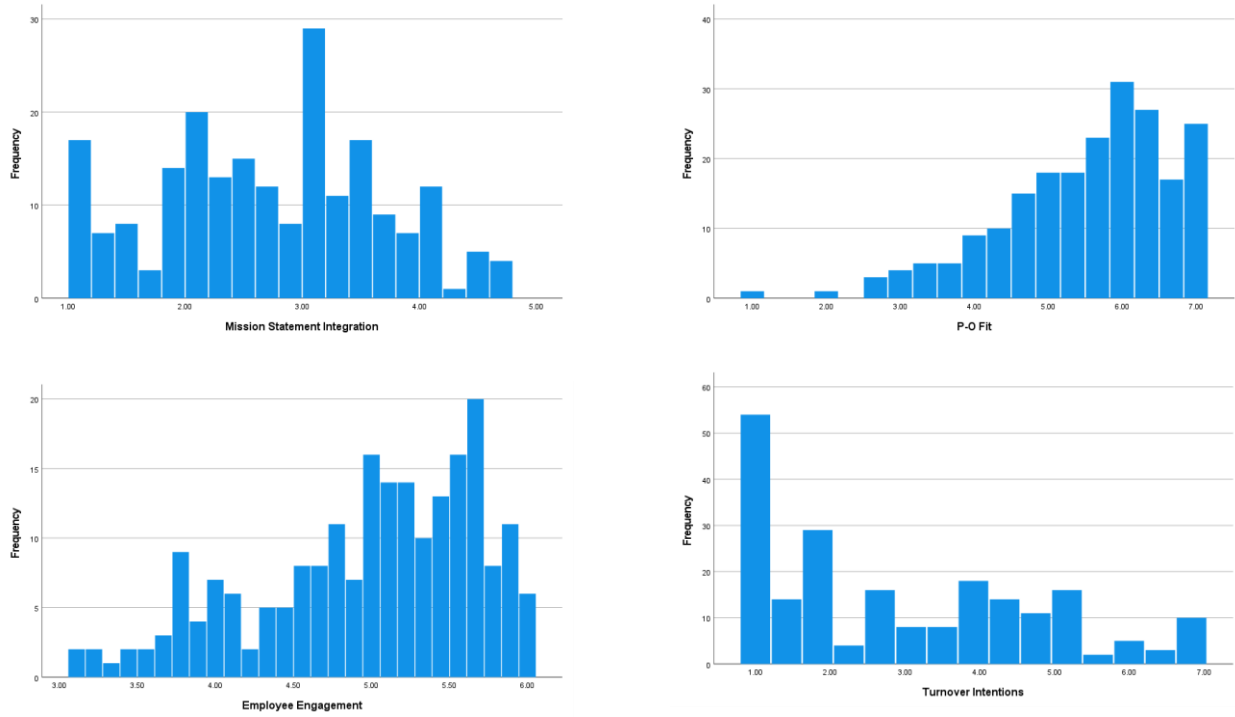 30
20
10
0
Frequency
1.00 2.00 3.00 4.00 5.00
Mission Statement Integration
40
30
20
10
0
Frequency
1.00 2.00 3.00 4.00 5.00 6.00 7.00
P-O Fit
20
15
10
5
0
Frequency
3.00 3.50 4.00 4.50 5.00 5.50 6.00
Employee Engagement
60
50
40
30
20
10
0
Frequency
1.00 2.00 3.00 4.00 5.00 6.00 7.00
Turnover Intentions